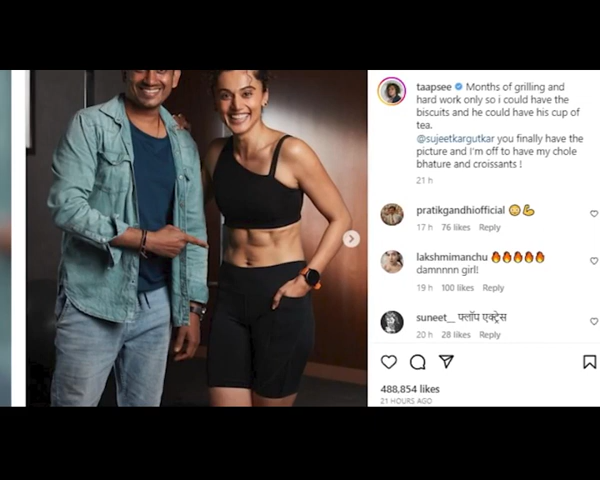 taapsee Months of grilling and
hard work only so i could have the
biscuits and he could have his cup of
tea.
@sujeetkargutkar you finally have the
picture and I'm off to have my chole
bhature and croissants !
21 h
pratikgandhiofficial 😳💪
17 h 76 likes Reply
lakshmimanchu 🔥🔥🔥🔥🔥
damnnnn girl!
19 h 100 likes Reply
suneet__ फ्लॉप एक्ट्रेस
20 h 28 likes Reply
488,854 likes
21 HOURS AGO